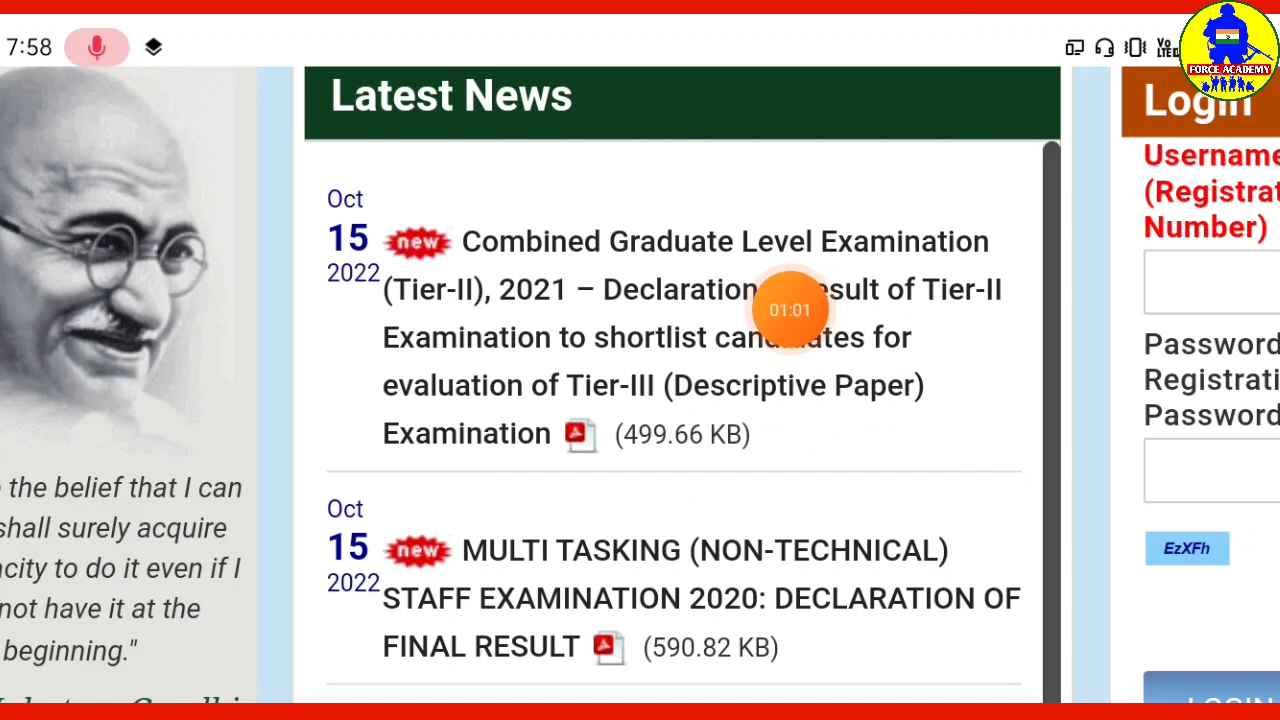 7:58
VoLTE
FORCE ACADEMY
Latest News
Login
Oct
15
2022
new Combined Graduate Level Examination
(Tier-II), 2021 – Declaration esult of Tier-II
Examination to shortlist candidates for
evaluation of Tier-III (Descriptive Paper)
Examination (499.66 KB)
01:01
Oct
15
2022
new MULTI TASKING (NON-TECHNICAL)
STAFF EXAMINATION 2020: DECLARATION OF
FINAL RESULT (590.82 KB)
the belief that I can
shall surely acquire
acity to do it even if I
not have it at the
beginning."
Username
(Registrat
Number)
Password
Registrati
Password
EzXFh
LOGIN